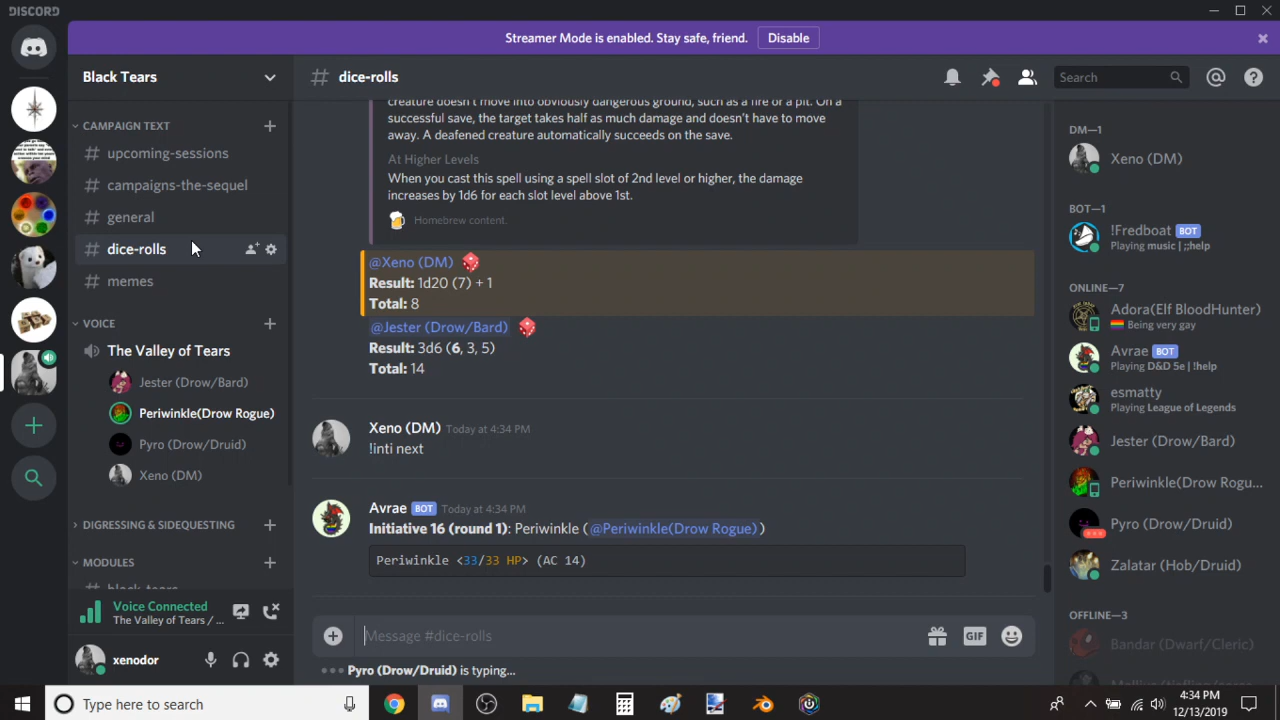 DISCORD
Streamer Mode is enabled. Stay safe, friend. Disable
Black Tears
CAMPAIGN TEXT
# upcoming-sessions
# campaigns-the-sequel
# general
# dice-rolls
# memes
VOICE
The Valley of Tears
Jester (Drow/Bard)
Periwinkle(Drow Rogue)
Pyro (Drow/Druid)
Xeno (DM)
DIGRESSING & SIDEQUESTING
MODULES
black-tears
Voice Connected
The Valley of Tears / ...
xenodor
# dice-rolls
Search
creature doesn't move into obviously dangerous ground, such as a fire or a pit. On a
successful save, the target takes half as much damage and doesn't have to move
away. A deafened creature automatically succeeds on the save.
At Higher Levels
When you cast this spell using a spell slot of 2nd level or higher, the damage
increases by 1d6 for each slot level above 1st.
Homebrew content.
@Xeno (DM)
Result: 1d20 (7) + 1
Total: 8
@Jester (Drow/Bard)
Result: 3d6 (6, 3, 5)
Total: 14
Xeno (DM) Today at 4:34 PM
!inti next
Avrae BOT Today at 4:34 PM
Initiative 16 (round 1): Periwinkle (@Periwinkle(Drow Rogue))
Periwinkle <33/33 HP> (AC 14)
Message #dice-rolls
GIF
Pyro (Drow/Druid) is typing...
DM—1
Xeno (DM)
BOT—1
!Fredboat BOT
Playing music | ;;help
ONLINE—7
Adora(Elf BloodHunter)
Being very gay
Avrae BOT
Playing D&D 5e | !help
esmatty
Playing League of Legends
Jester (Drow/Bard)
Periwinkle(Drow Rogu...
Pyro (Drow/Druid)
Zalatar (Hob/Druid)
OFFLINE—3
Bandar (Dwarf/Cleric)
Type here to search
4:34 PM
12/13/2019